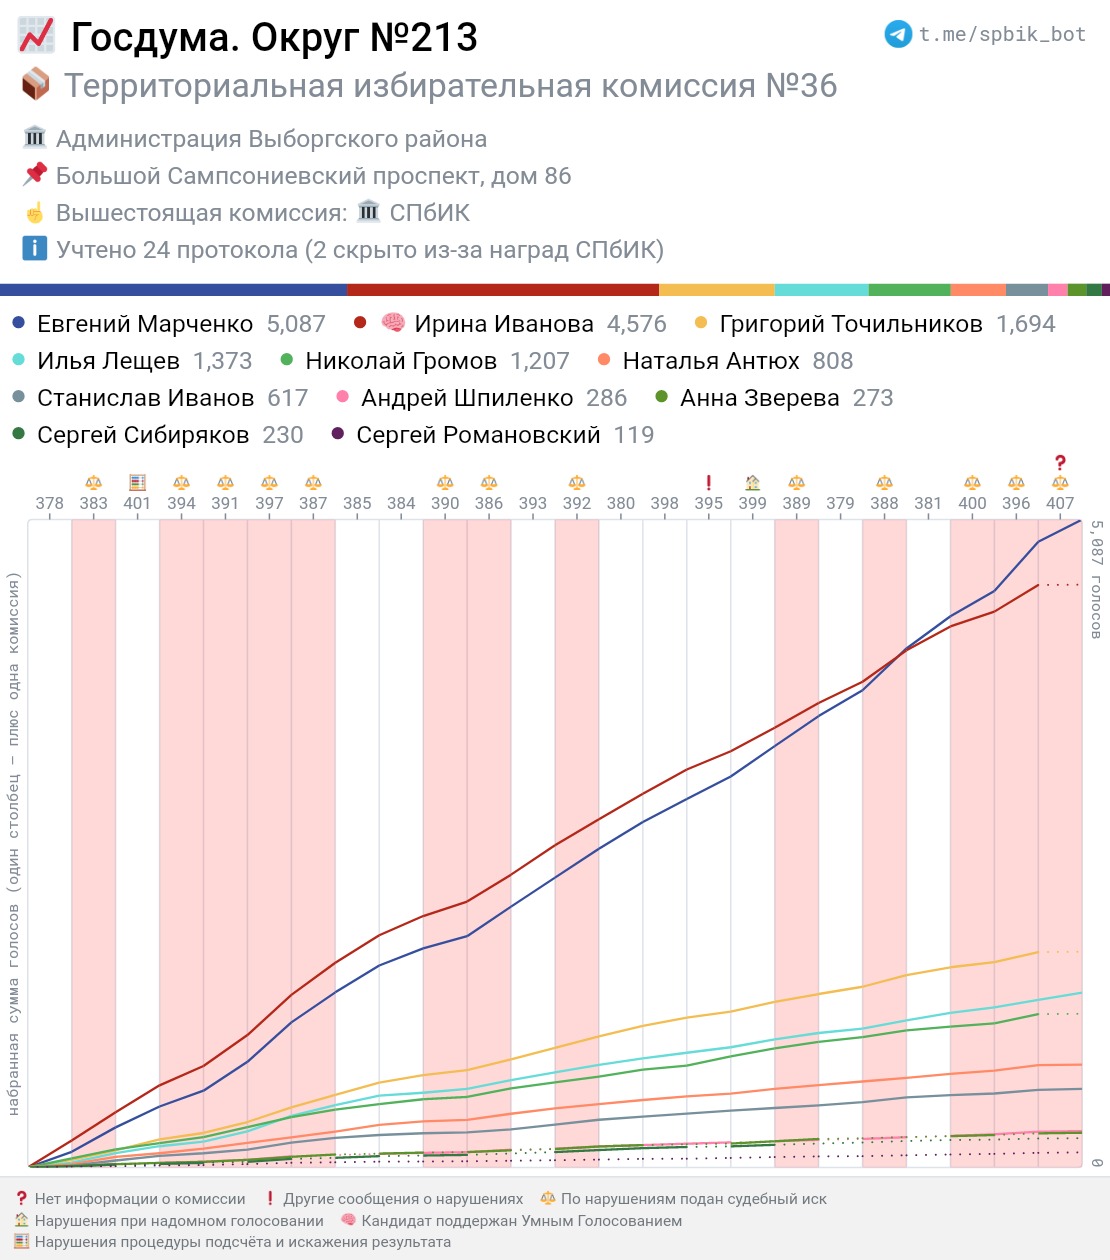 Госдума. Округ №213
t.me/spbik_bot
Территориальная избирательная комиссия №36
Администрация Выборгского района
Большой Сампсониевский проспект, дом 86
Вышестоящая комиссия: СПбИК
Учтено 24 протокола (2 скрыто из-за наград СПбИК)
Евгений Марченко 5,087 Ирина Иванова 4,576 Григорий Точильников 1,694
Илья Лещев 1,373 Николай Громов 1,207 Наталья Антюх 808
Станислав Иванов 617 Андрей Шпиленко 286 Анна Зверева 273
Сергей Сибиряков 230 Сергей Романовский 119
378 383 401 394 391 397 387 385 384 390 386 393 392 380 398 395 399 389 379 388 381 400 396 407
набранная сумма голосов (один столбец — плюс одна комиссия)
5,087 голосов
0
Нет информации о комиссии Другие сообщения о нарушениях По нарушениям подан судебный иск
Нарушения при надомном голосовании Кандидат поддержан Умным Голосованием
Нарушения процедуры подсчёта и искажения результата